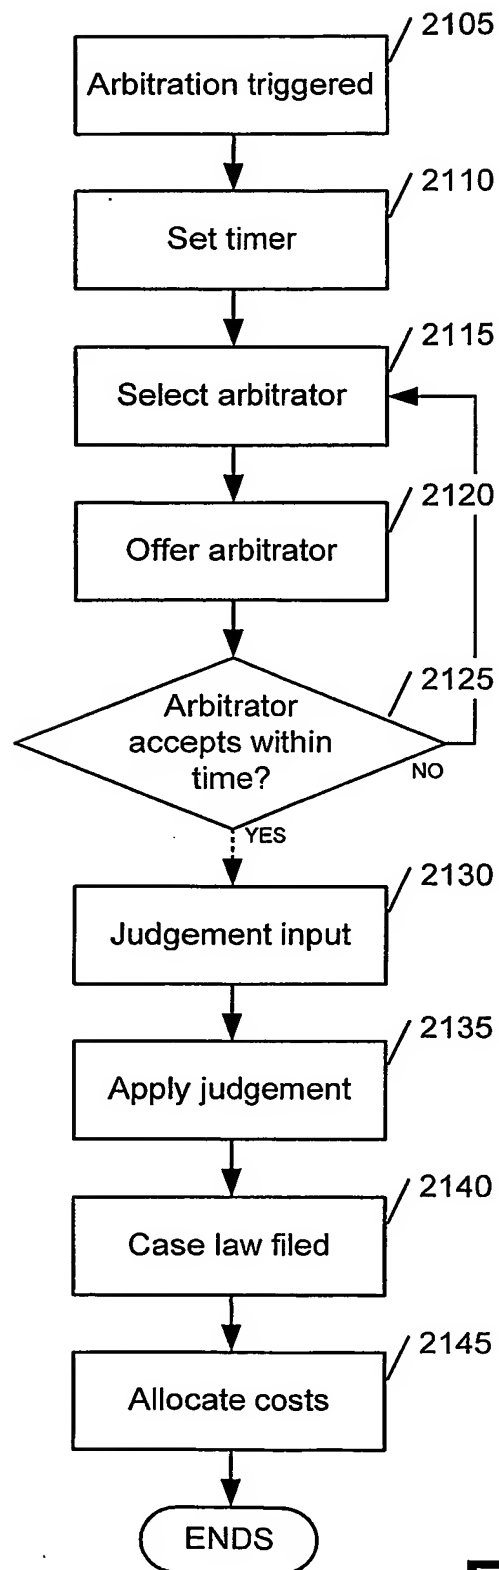 2105
Arbitration triggered
2110
Set timer
2115
Select arbitrator
2120
Offer arbitrator
2125
Arbitrator
accepts within
time?
NO
YES
2130
Judgement input
2135
Apply judgement
2140
Case law filed
2145
Allocate costs
ENDS